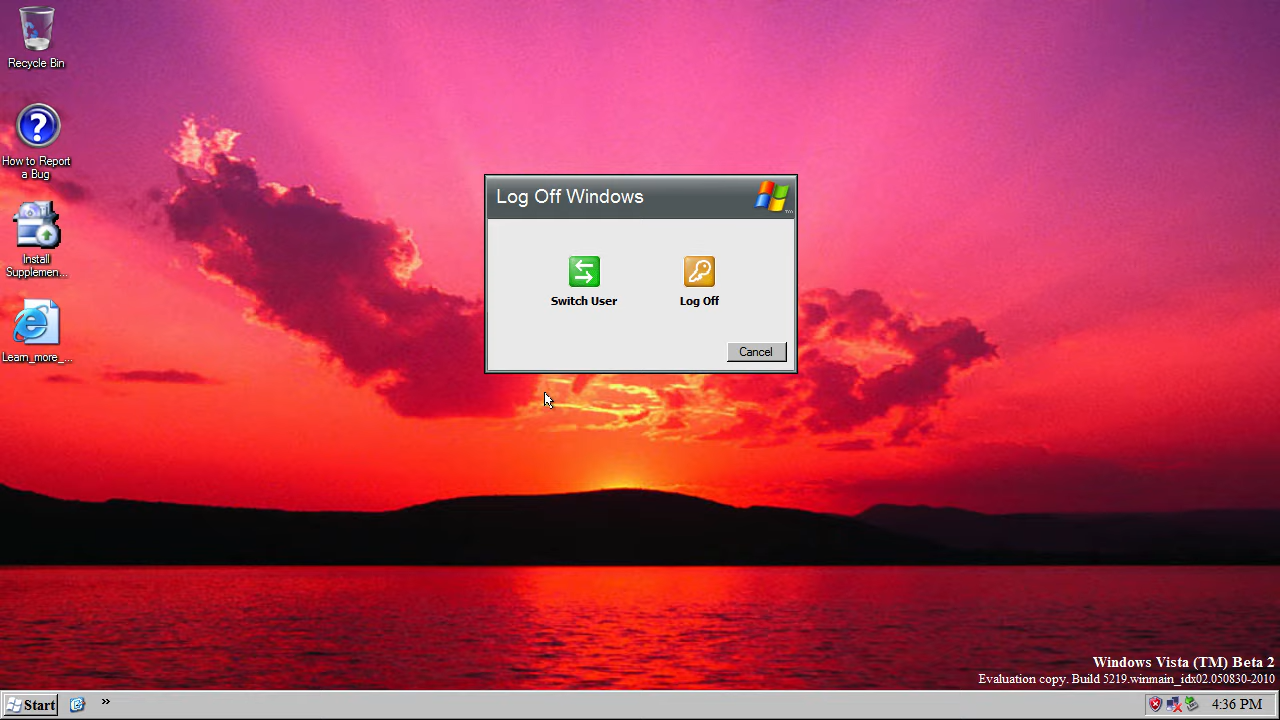 Recycle Bin
How to Report
a Bug
Install
Supplemen...
Learn_more_...
Log Off Windows
TM
Switch User
Log Off
Cancel
Windows Vista (TM) Beta 2
Evaluation copy. Build 5219.winmain_idx02.050830-2010
Start
»
4:36 PM